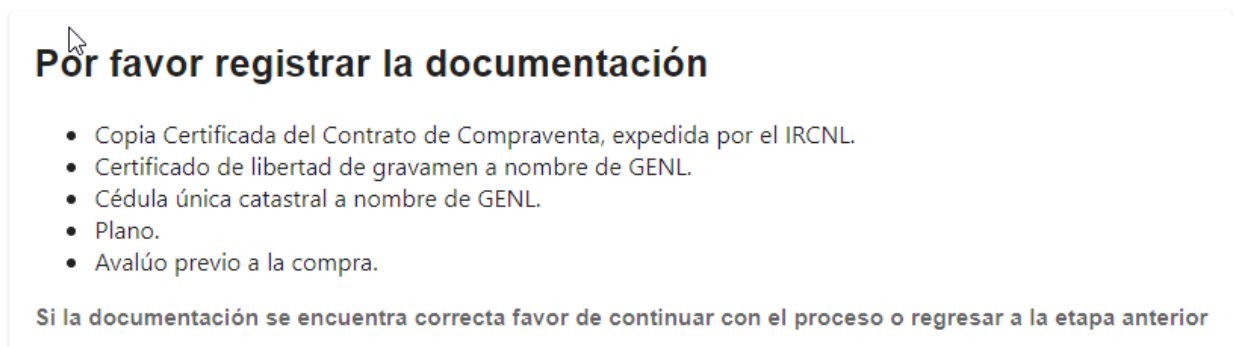 Por favor registrar la documentación
Copia Certificada del Contrato de Compraventa, expedida por el IRCNL.
Certificado de libertad de gravamen a nombre de GENL.
Cédula única catastral a nombre de GENL.
Plano.
Avalúo previo a la compra.
Si la documentación se encuentra correcta favor de continuar con el proceso o regresar a la etapa anterior